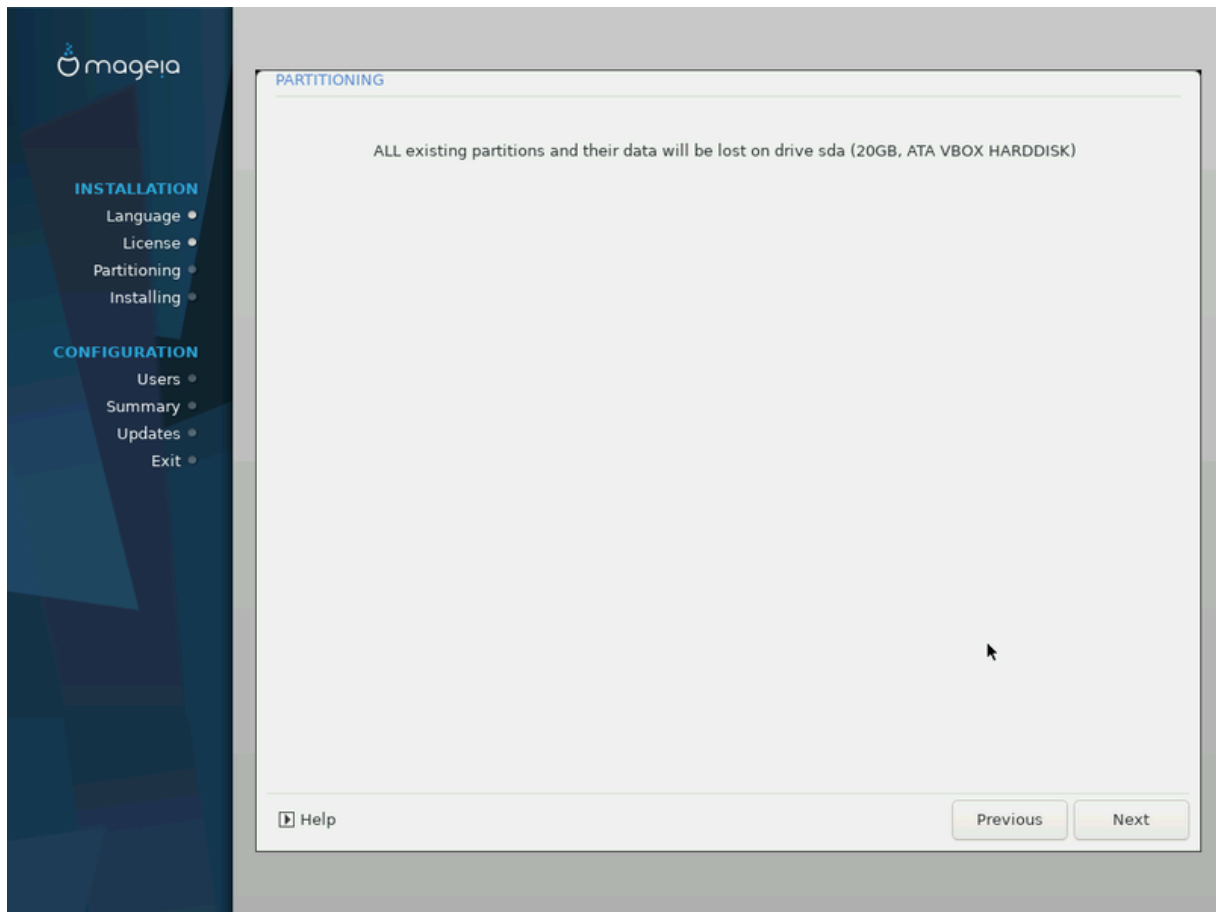 mageia
INSTALLATION
Language
License
Partitioning
Installing
CONFIGURATION
Users
Summary
Updates
Exit
PARTITIONING
ALL existing partitions and their data will be lost on drive sda (20GB, ATA VBOX HARDDISK)
Help
Previous
Next